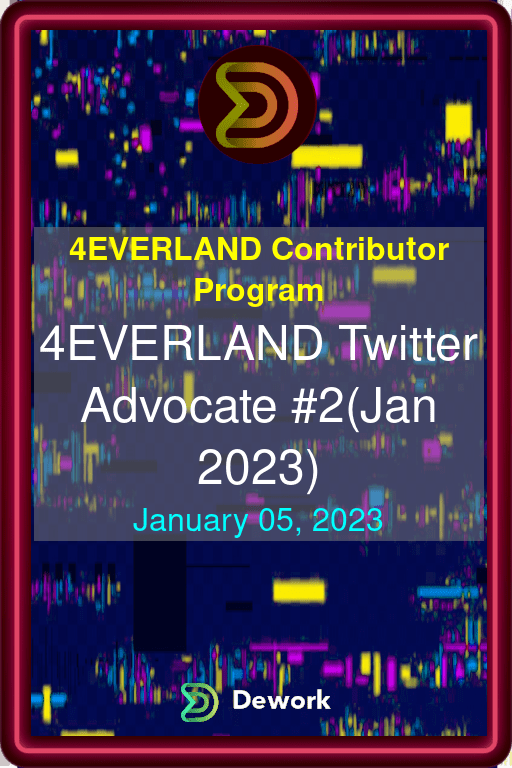 4EVERLAND Contributor
Program
4EVERLAND Twitter
Advocate #2(Jan
2023)
January 05, 2023
Dework